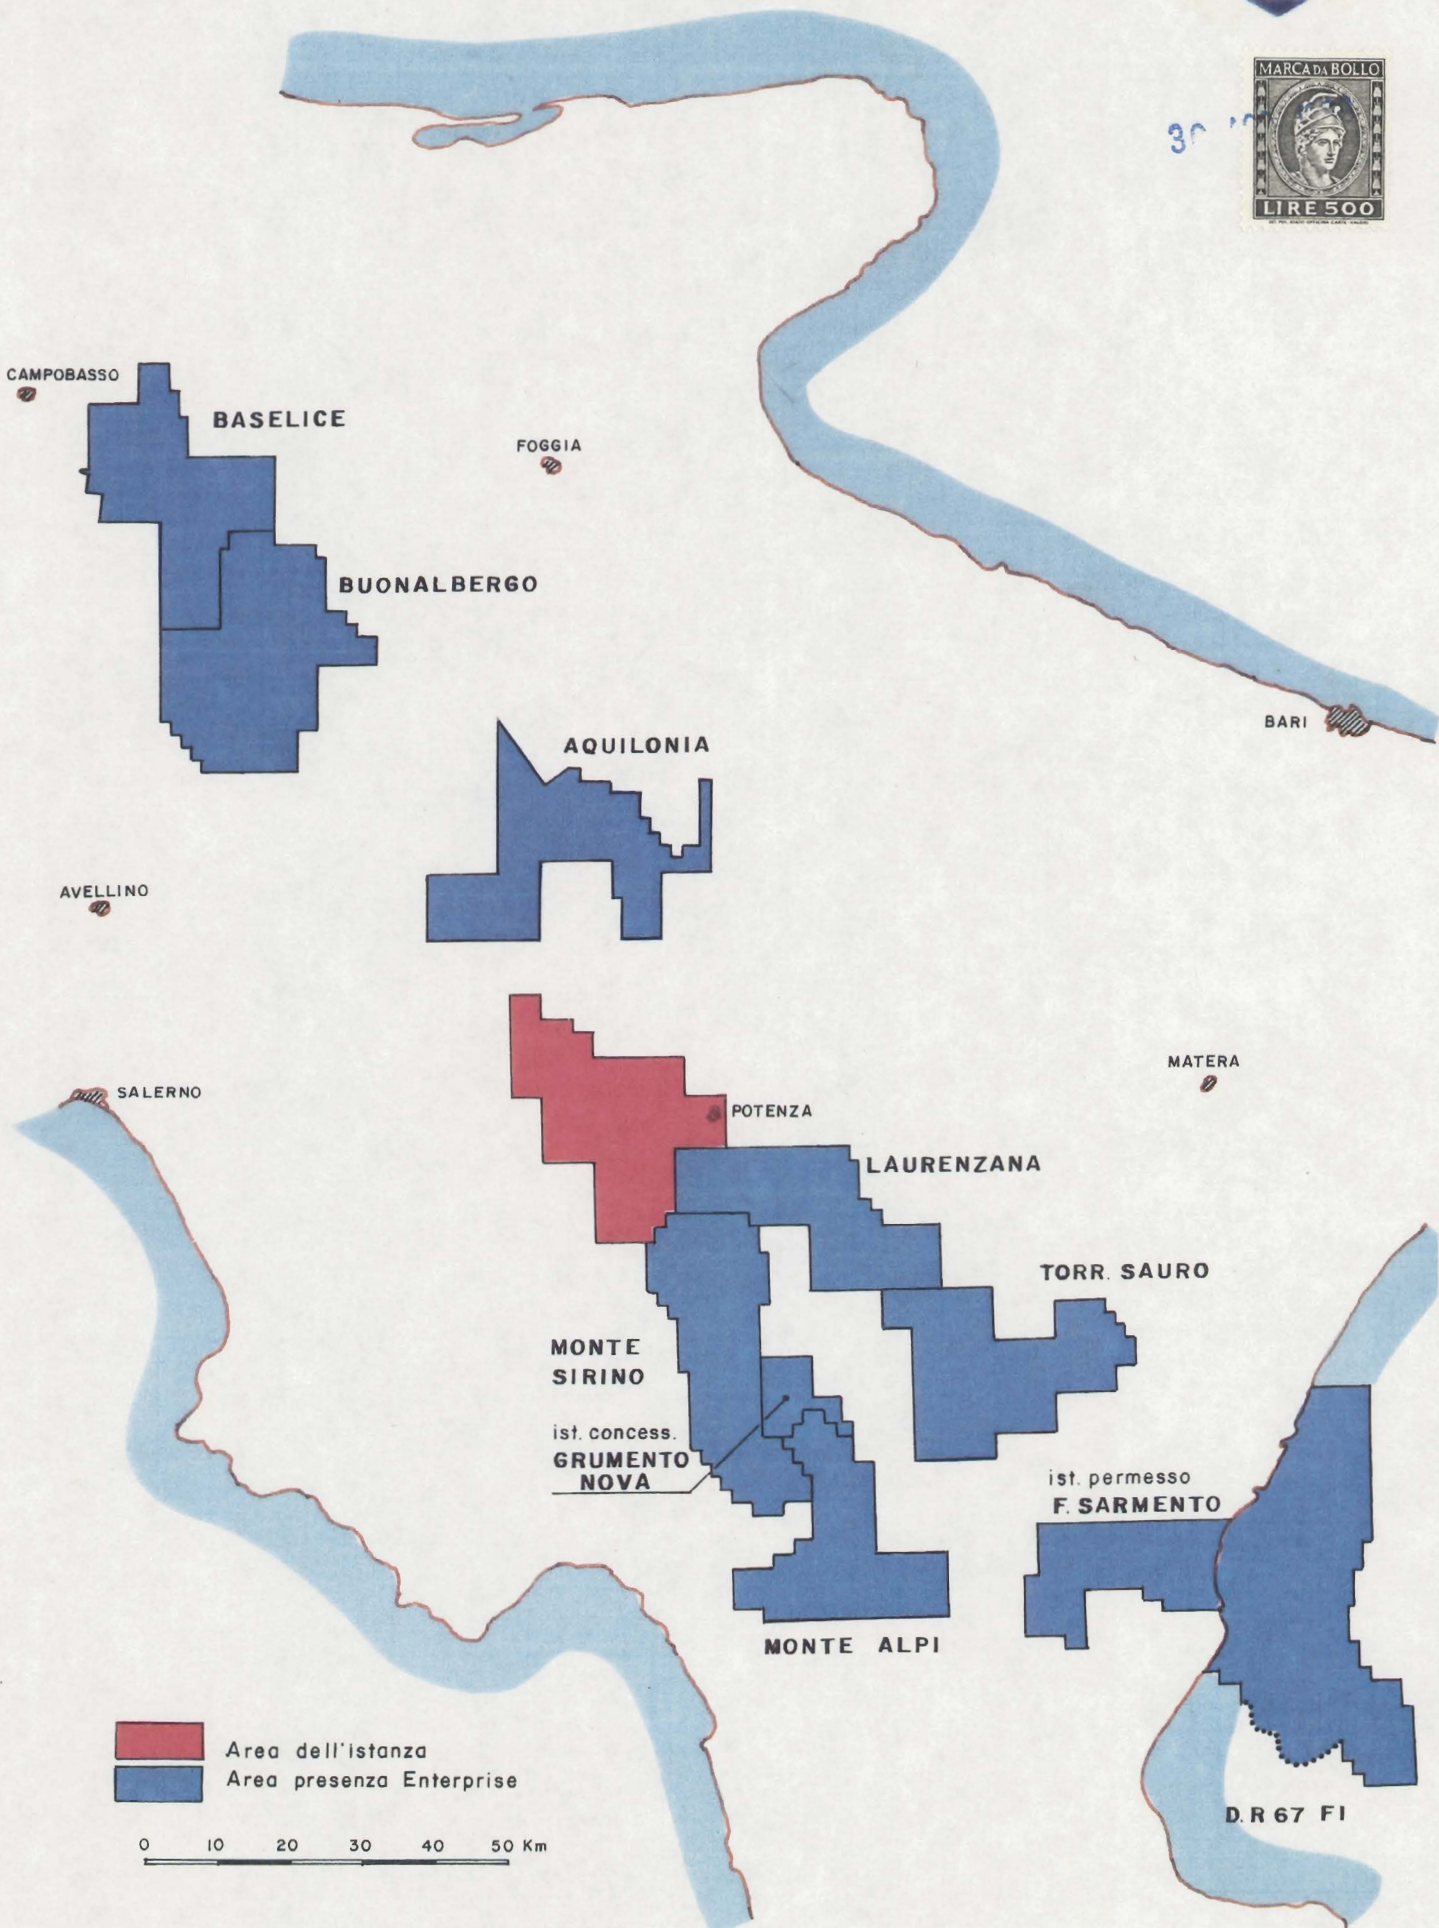 MARCA DA BOLLO
LIRE 500
CAMPOBASSO
BASELICE
FOGGIA
BUONALBERGO
BARI
AQUILONIA
AVELLINO
MATERA
SALERNO
POTENZA
LAURENZANA
TORR. SAURO
MONTE
SIRINO
ist. concess.
GRUMENTO
NOVA
ist. permesso
F. SARMENTO
MONTE ALPI
Area dell'istanza
Area presenza Enterprise
D.R 67 FI
0 10 20 30 40 50 Km